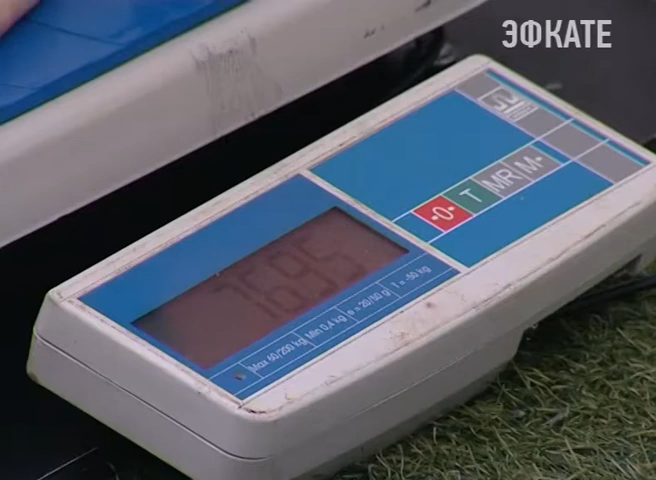 ЭФКАТЕ
→0← T MR M→
76.95
Max 60/200 kg Min 0,4 kg e = 20/50 g T = -50 kg